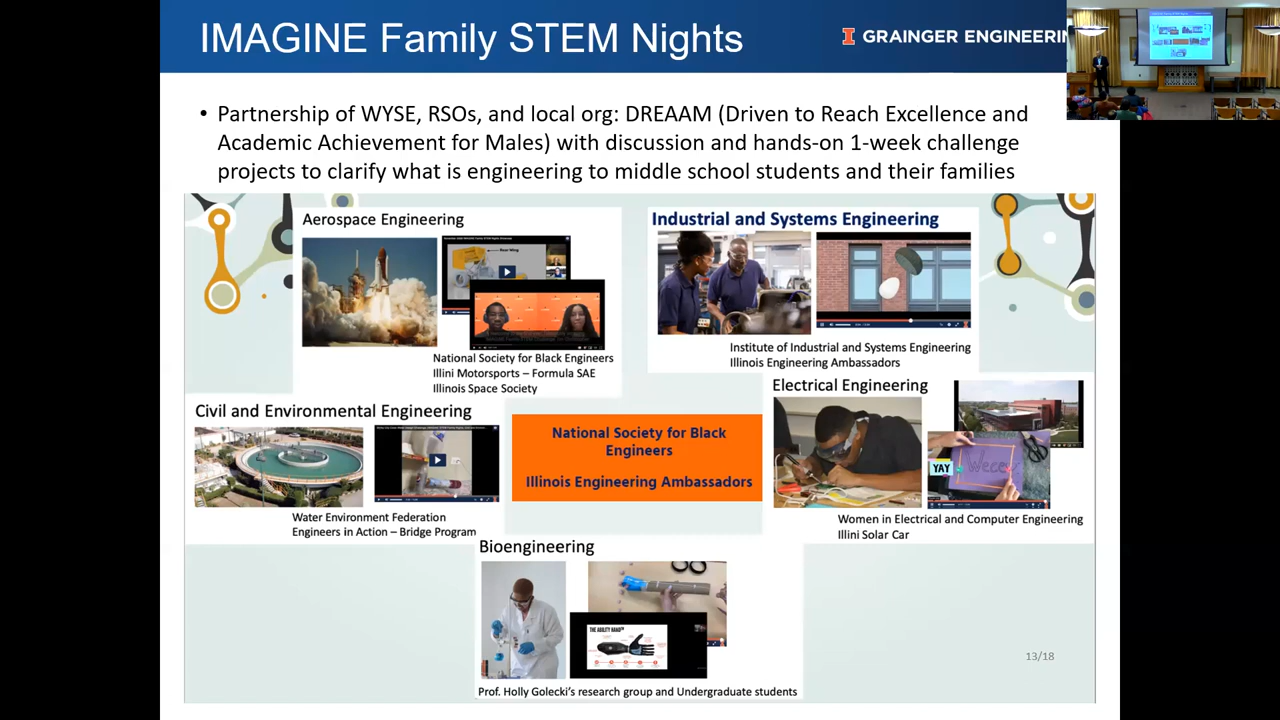 IMAGINE Family STEM Nights
GRAINGER ENGINEERIN
• Partnership of WYSE, RSOs, and local org: DREAAM (Driven to Reach Excellence and
Academic Achievement for Males) with discussion and hands-on 1-week challenge
projects to clarify what is engineering to middle school students and their families
Aerospace Engineering
National Society for Black Engineers
Illini Motorsports – Formula SAE
Illinois Space Society
Industrial and Systems Engineering
Institute of Industrial and Systems Engineering
Illinois Engineering Ambassadors
Civil and Environmental Engineering
Water Environment Federation
Engineers in Action – Bridge Program
National Society for Black
Engineers
Illinois Engineering Ambassadors
Electrical Engineering
YAY
Women in Electrical and Computer Engineering
Illini Solar Car
Bioengineering
THE ABILITY HAND™
Prof. Holly Golecki's research group and Undergraduate students
13/18